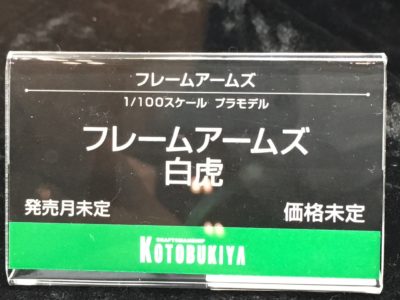 フレームアームズ
1/100スケール プラモデル
フレームアームズ
白虎
発売月未定 価格未定
CRAFTSMANSHIP
KOTOBUKIYA